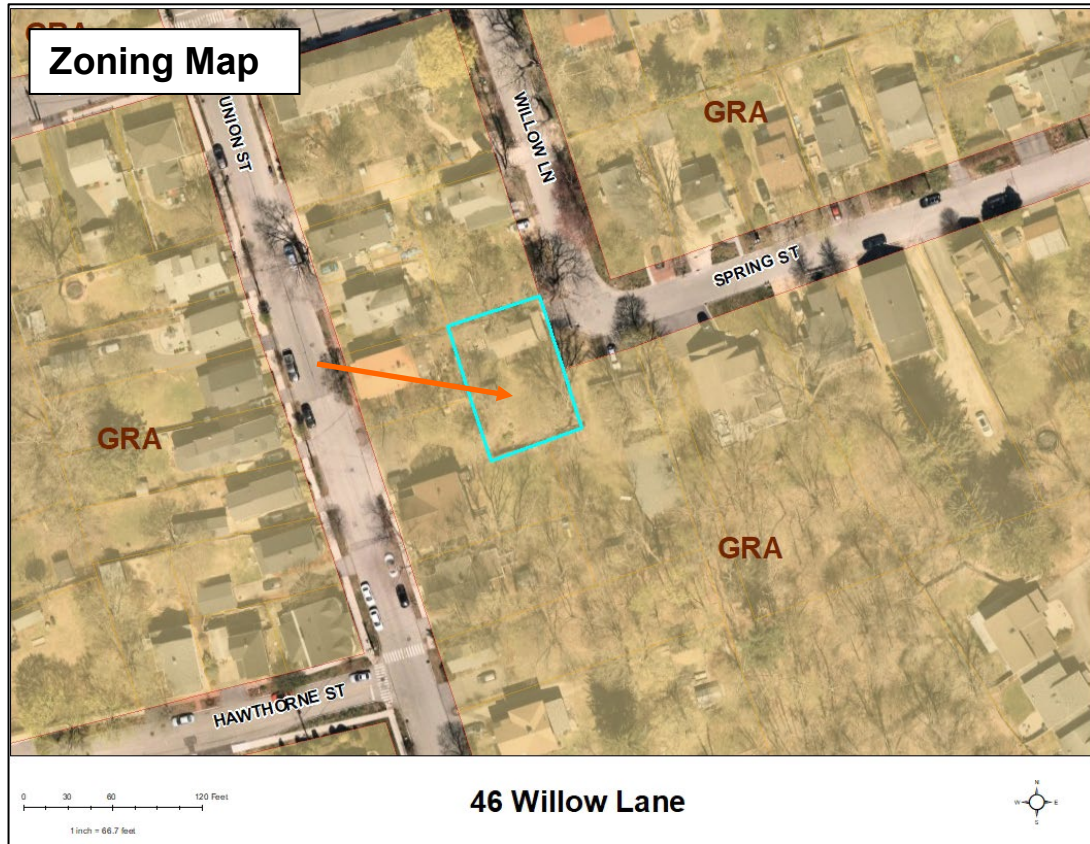 GRA
Zoning Map
UNION ST
WILLOW LN
GRA
SPRING ST
GRA
GRA
HAWTHORNE ST
0 30 60 120 Feet
1 inch = 66.7 feet
46 Willow Lane
N
W E
S